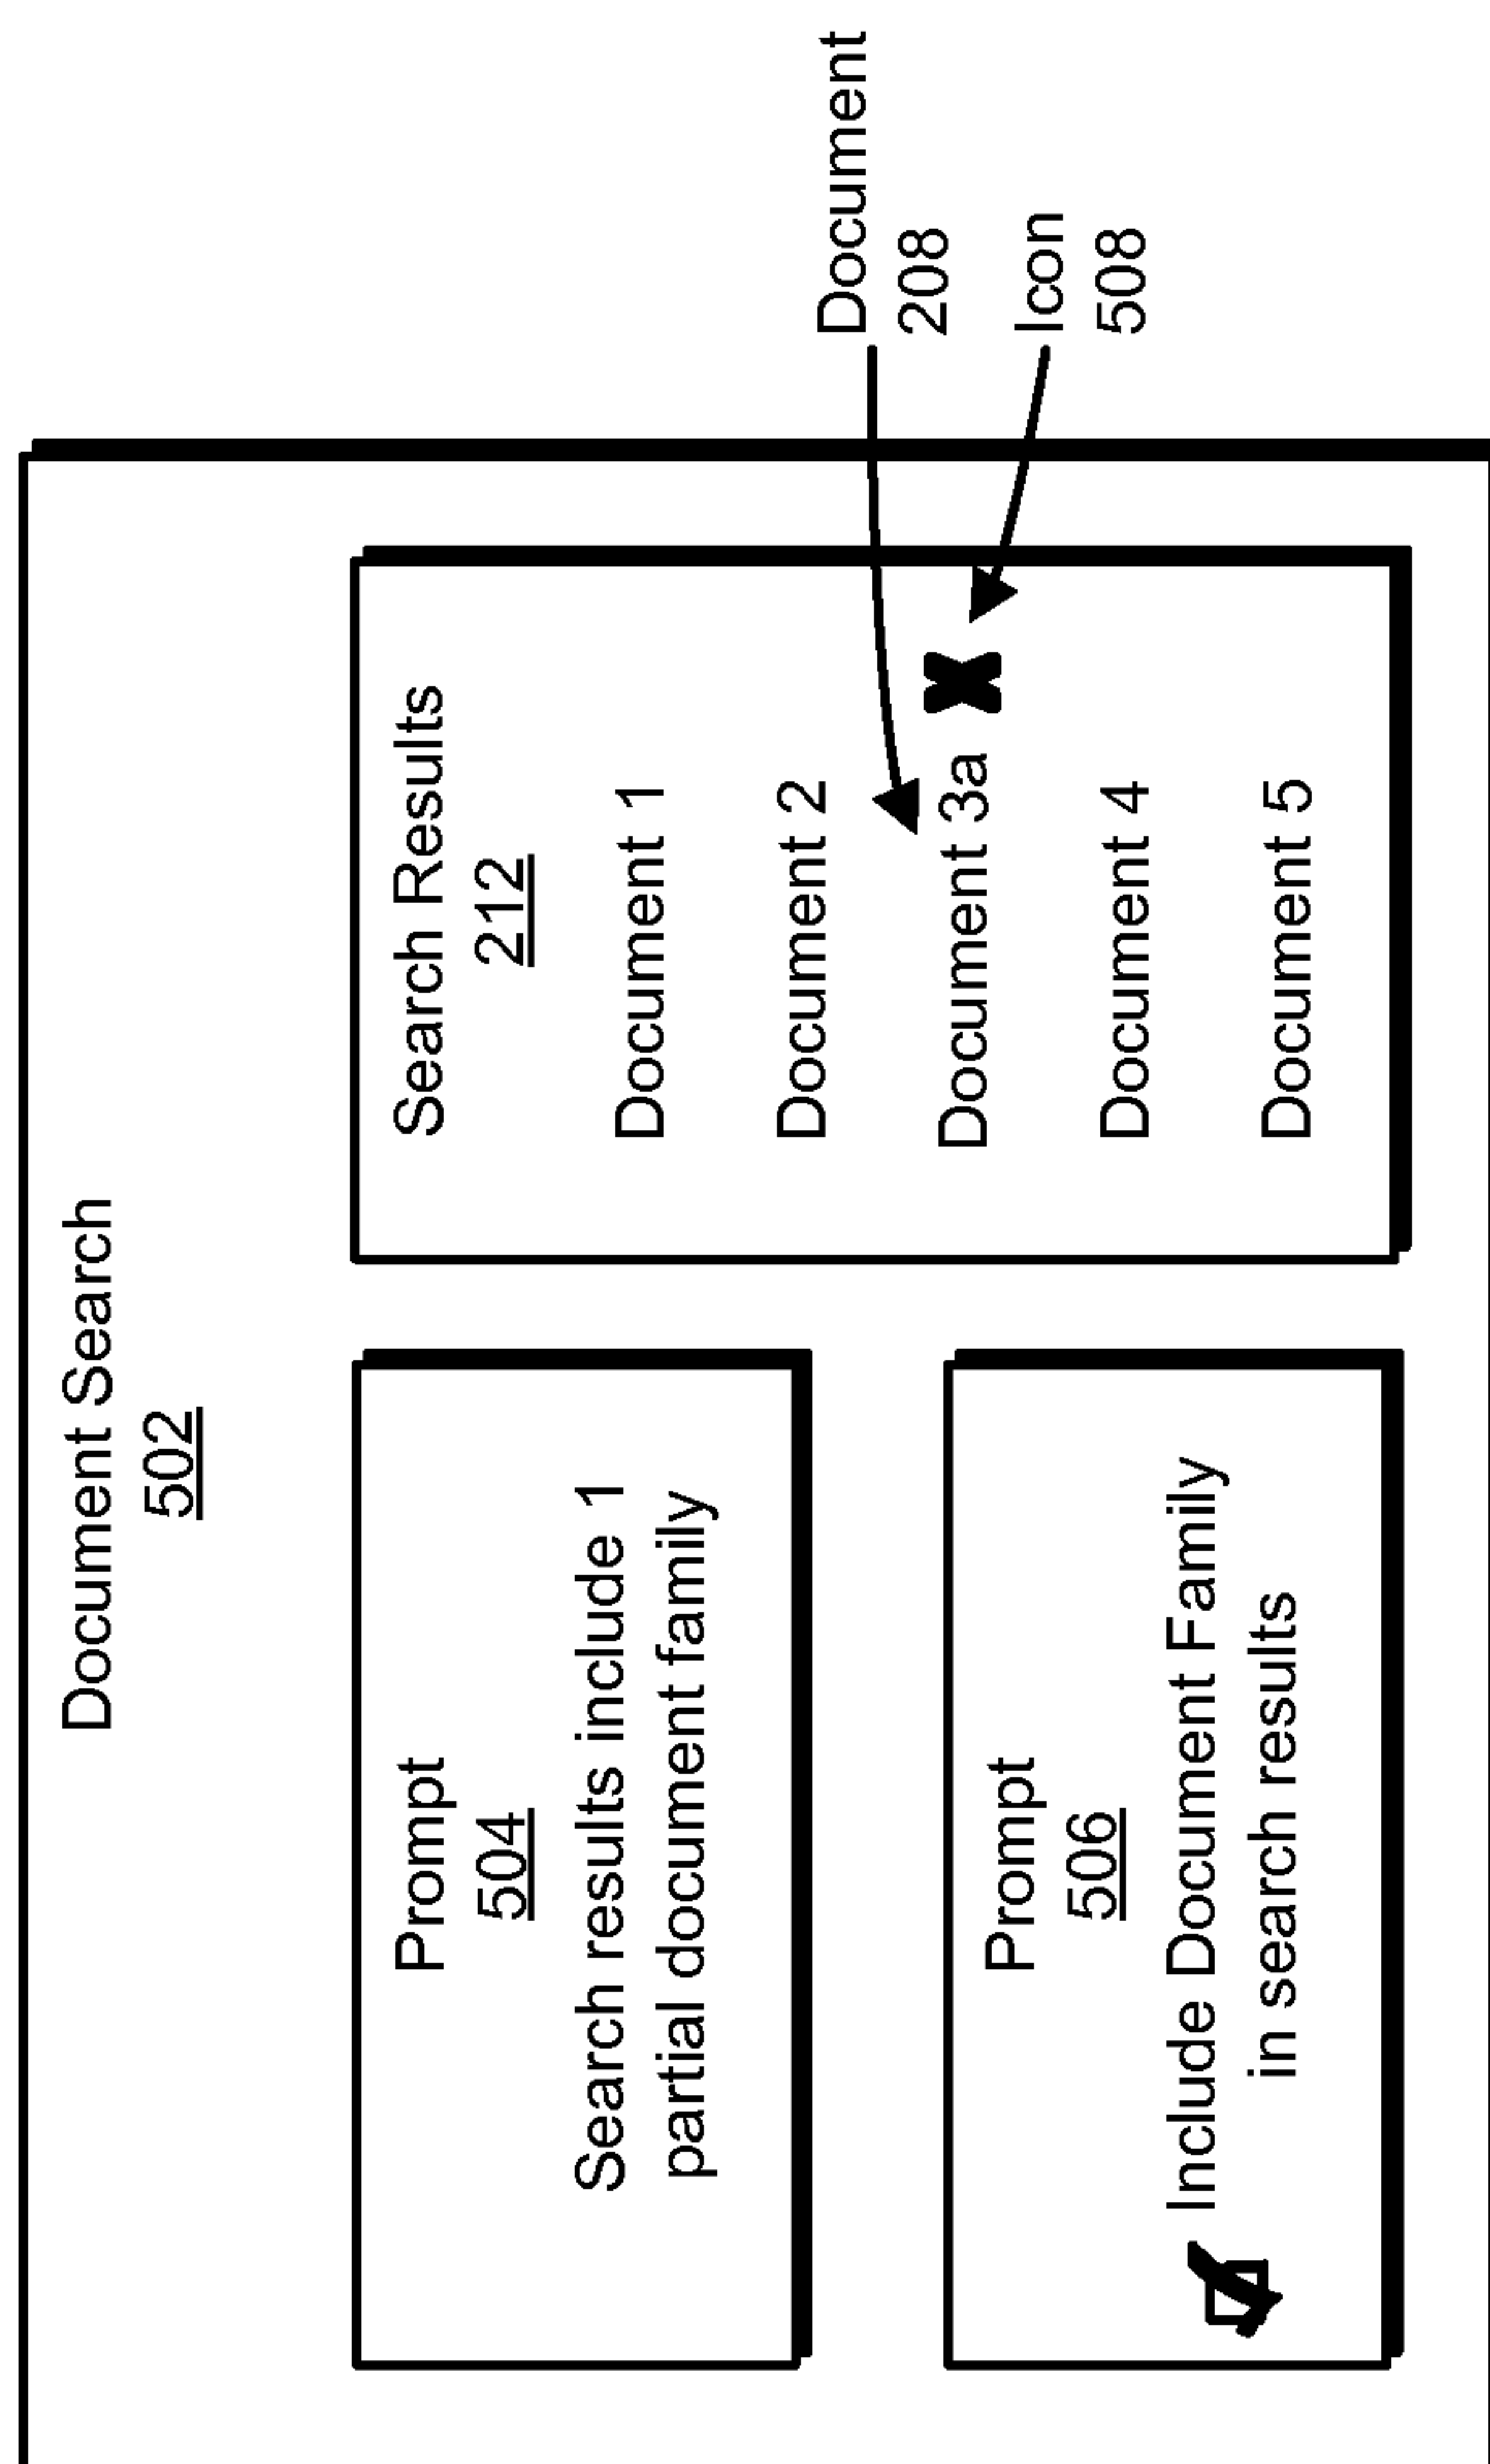 Document Search
502
Prompt
504
Search results include 1
partial document family
Prompt
506
Include Document Family
in search results
Search Results
212
Document 1
Document 2
Document 3a
Document 4
Document 5
Document
208
Icon
508